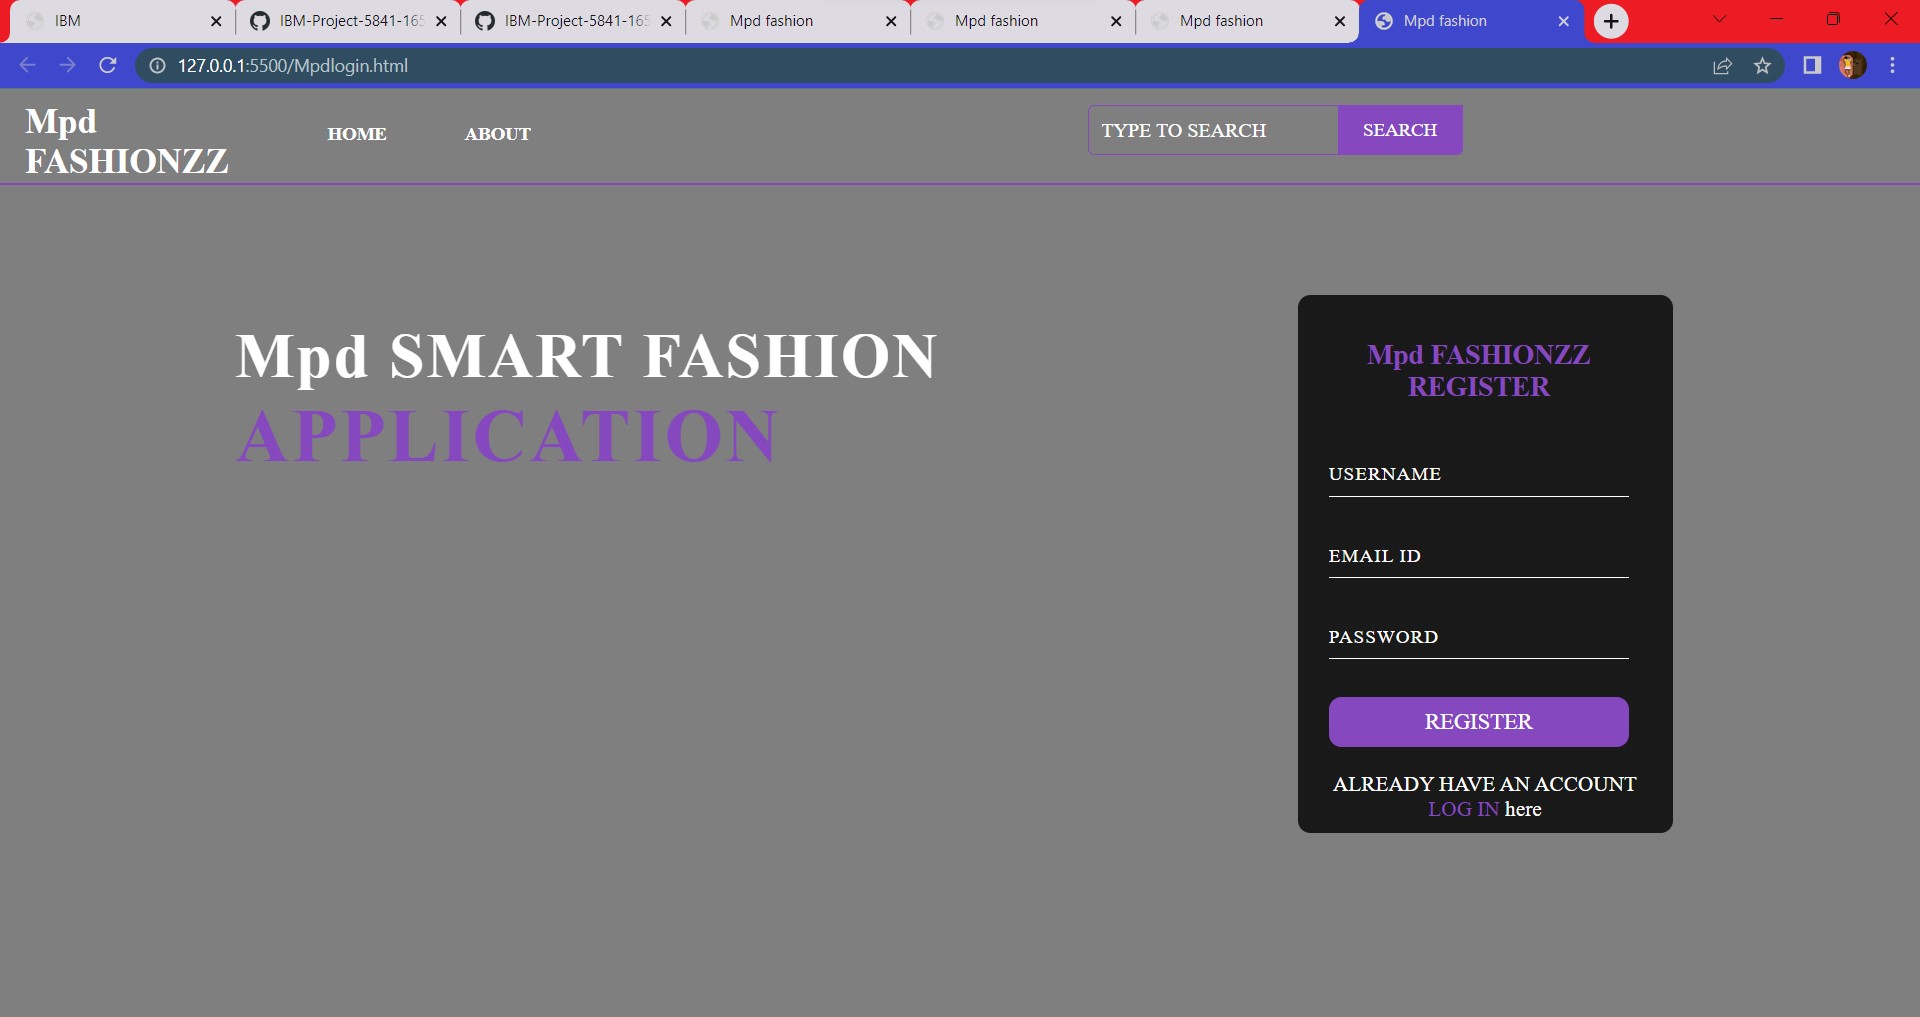 IBM
IBM-Project-5841-165
IBM-Project-5841-165
Mpd fashion
Mpd fashion
Mpd fashion
Mpd fashion
127.0.0.1:5500/Mpdlogin.html
Mpd
FASHIONZZ
HOME
ABOUT
TYPE TO SEARCH
SEARCH
Mpd SMART FASHION
APPLICATION
Mpd FASHIONZZ
REGISTER
USERNAME
EMAIL ID
PASSWORD
REGISTER
ALREADY HAVE AN ACCOUNT
LOG IN here